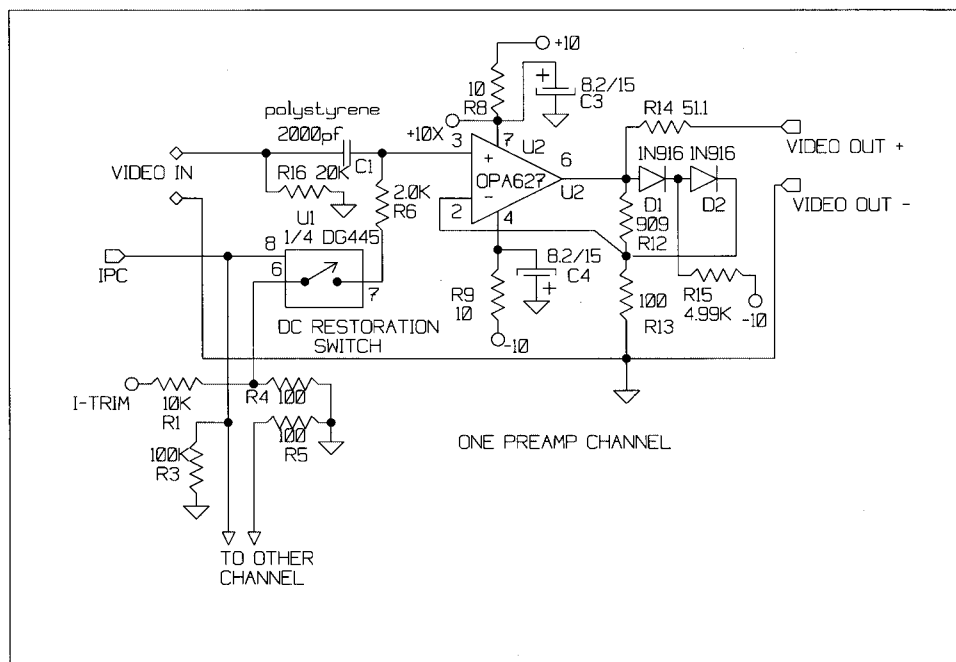 +10
10
R8
+
8.2/15
C3
polystyrene
2000pf
C1
+10X
3
7
U2
6
U2
+
OPA627
-
2
4
R14 51.1
VIDEO OUT +
1N916 1N916
D1
D2
VIDEO OUT -
VIDEO IN
R16 20K
2.0K
R6
909
R12
U1
1/4 DG445
8
6
7
IPC
8.2/15
C4
+
R9
10
-10
100
R13
R15
4.99K
-10
DC RESTORATION
SWITCH
I-TRIM
10K
R1
R4
100
100
R5
100K
R3
ONE PREAMP CHANNEL
TO OTHER
CHANNEL